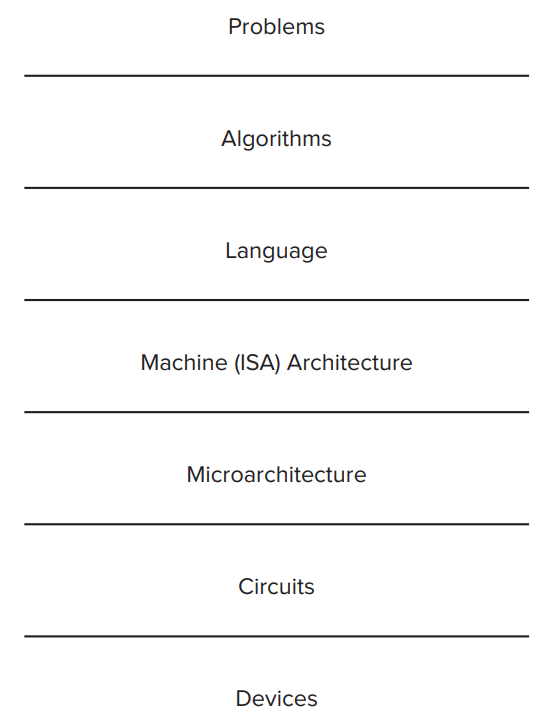 Problems
Algorithms
Language
Machine (ISA) Architecture
Microarchitecture
Circuits
Devices